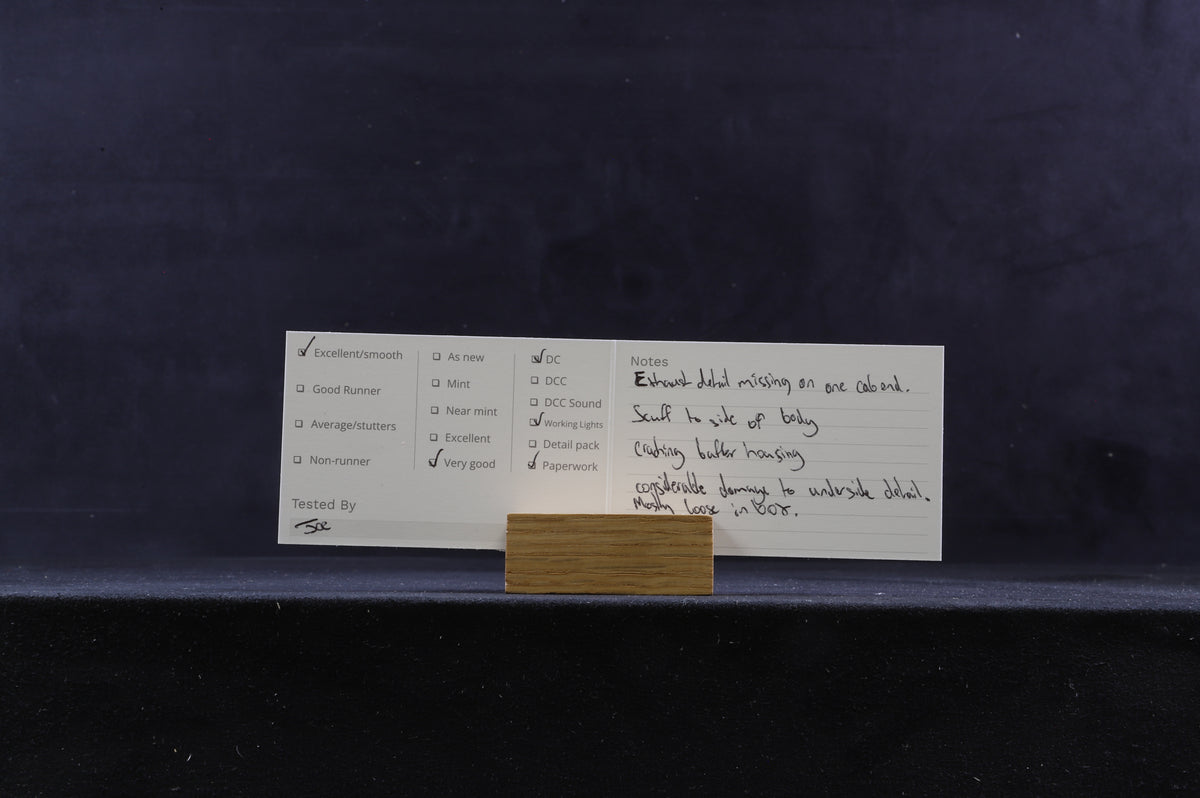 Excellent/smooth
Good Runner
Average/stutters
Non-runner
Tested By
Joe
As new
Mint
Near mint
Excellent
Very good
DC
DCC
DCC Sound
Working Lights
Detail pack
Paperwork
Notes
Exhaust detail missing on one cab end.
Scuff to side of body
housing
considerable damage to underside detail.
Mostly loose in box.